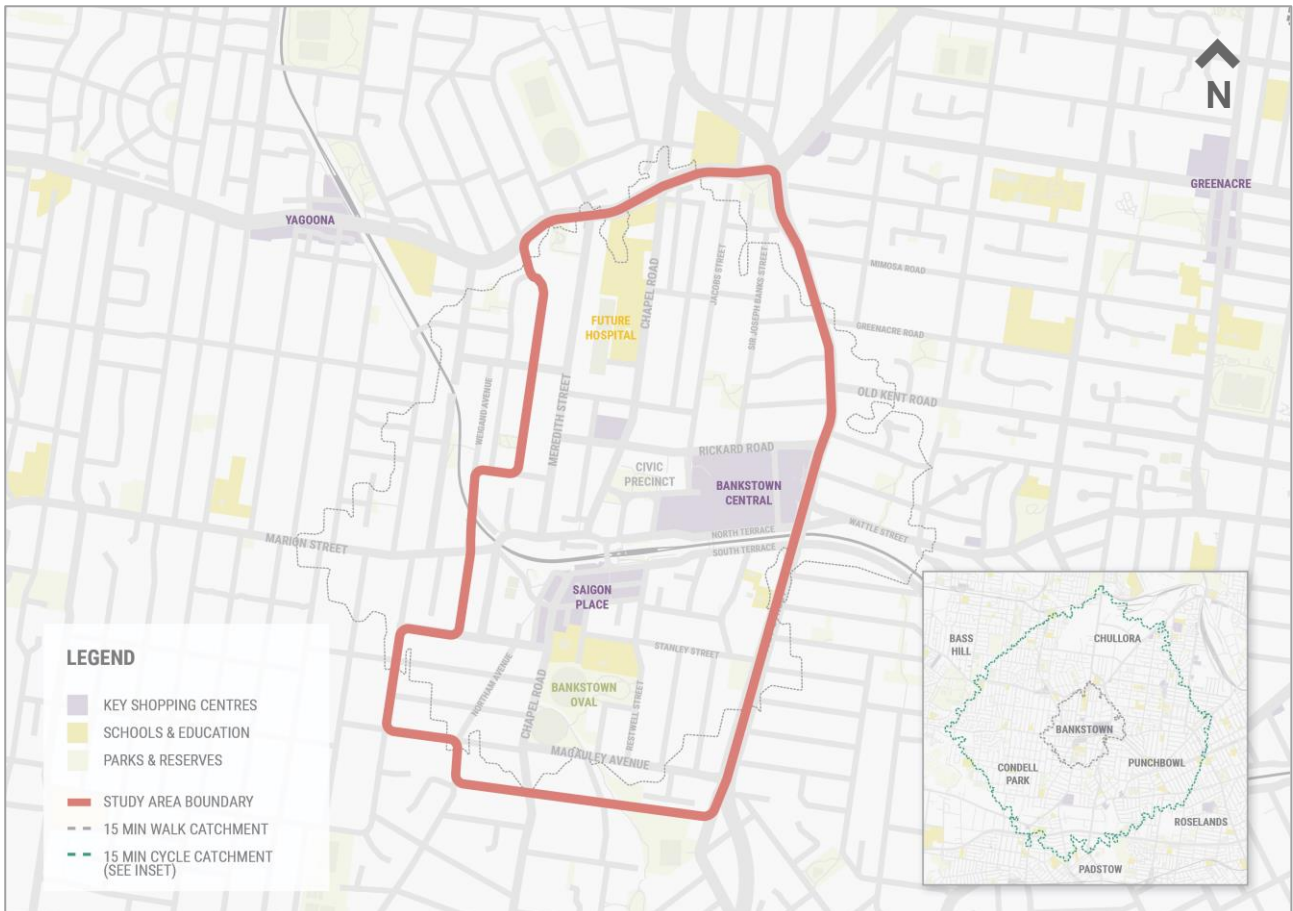 N
GREENACRE
YAGOONA
MIMOSA ROAD
JACOBS STREET
SIR JOSEPH BANKS STREET
CHAPEL ROAD
FUTURE
HOSPITAL
GREENACRE ROAD
OLD KENT ROAD
WEIGAND AVENUE
MEREDITH STREET
RICKARD ROAD
CIVIC
PRECINCT
BANKSTOWN
CENTRAL
WATTLE STREET
NORTH TERRACE
SOUTH TERRACE
MARION STREET
SAIGON
PLACE
STANLEY STREET
NORTHAM AVENUE
CHAPEL ROAD
BANKSTOWN
OVAL
RESTWELL STREET
MACAULEY AVENUE
LEGEND
KEY SHOPPING CENTRES
SCHOOLS & EDUCATION
PARKS & RESERVES
STUDY AREA BOUNDARY
15 MIN WALK CATCHMENT
15 MIN CYCLE CATCHMENT
(SEE INSET)
BASS
HILL
CHULLORA
BANKSTOWN
CONDELL
PARK
PUNCHBOWL
ROSELANDS
PADSTOW